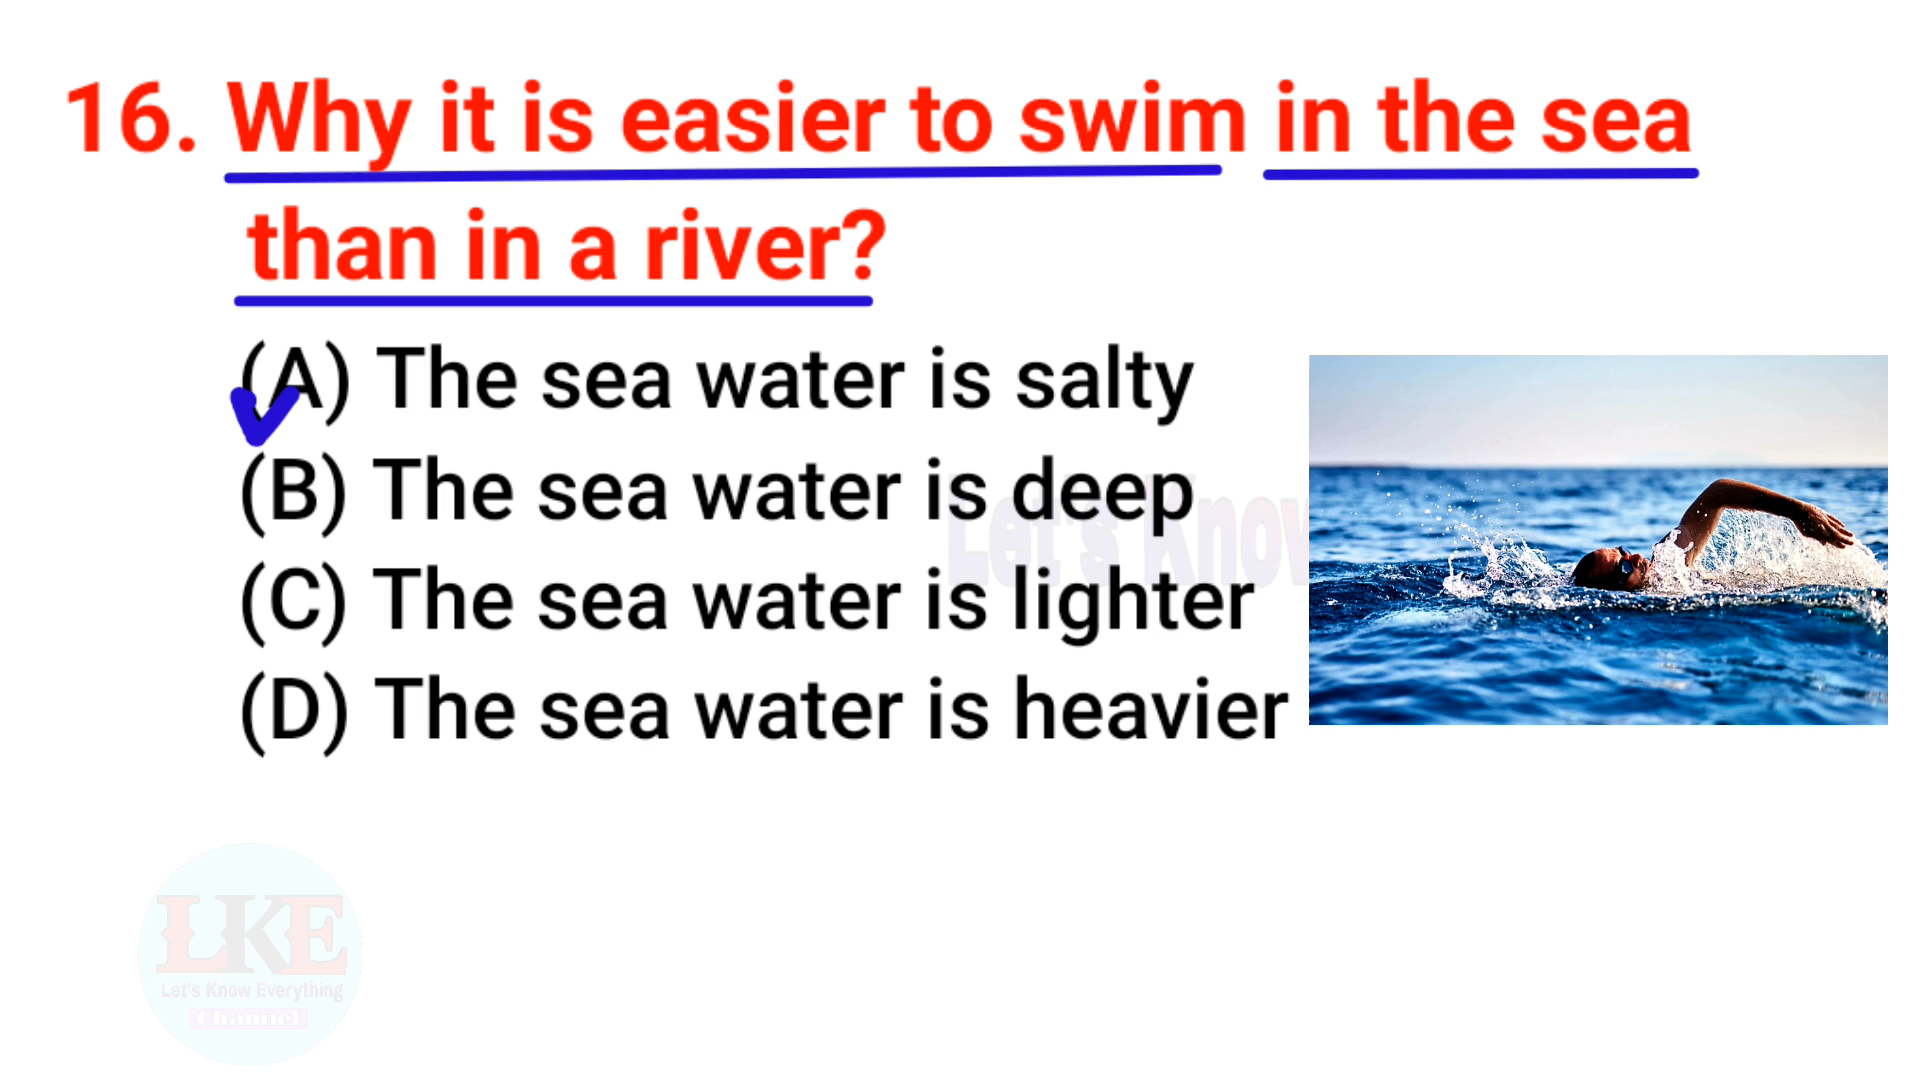 16. Why it is easier to swim in the sea
than in a river?
(A) The sea water is salty
(B) The sea water is deep
Let's Know
(C) The sea water is lighter
(D) The sea water is heavier
LKE
Let's Know Everything
Channel